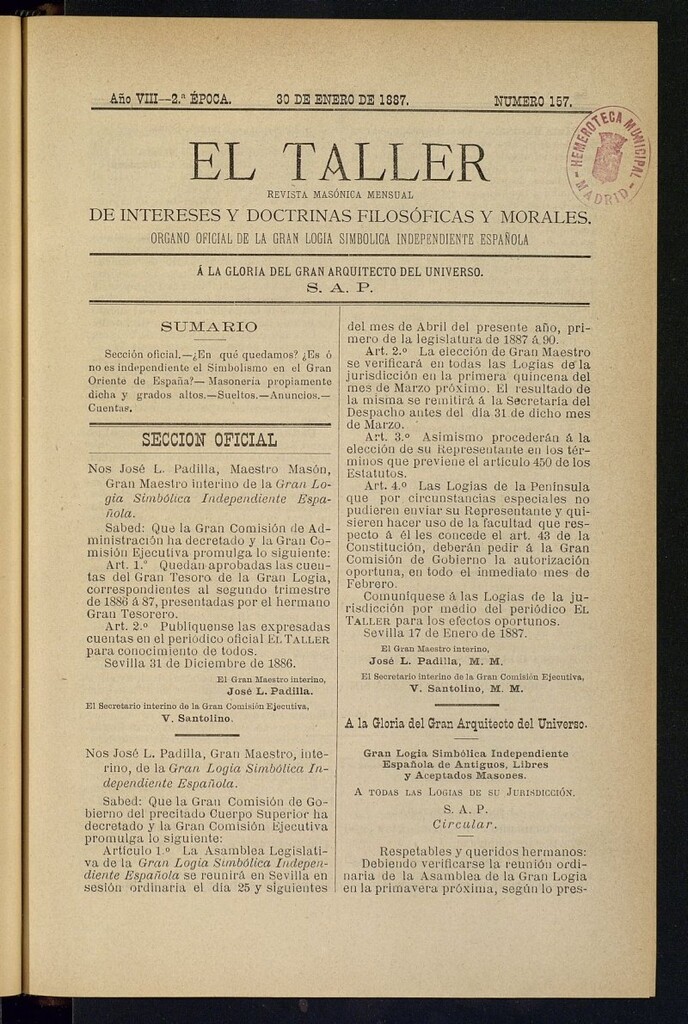 Año VIII—2.ª ÉPOCA. 30 DE ENERO DE 1887. NUMERO 157.
HEMEROTECA MUNICIPAL
MADRID
EL TALLER
REVISTA MASÓNICA MENSUAL
DE INTERESES Y DOCTRINAS FILOSÓFICAS Y MORALES.
ORGANO OFICIAL DE LA GRAN LOGIA SIMBOLICA INDEPENDIENTE ESPAÑOLA
Á LA GLORIA DEL GRAN ARQUITECTO DEL UNIVERSO.
S. A. P.
SUMARIO
Sección oficial.—¿En qué quedamos? ¿Es ó
no es independiente el Simbolismo en el Gran
Oriente de España?— Masonería propiamente
dicha y grados altos.—Sueltos.—Anuncios.—
Cuentas.
SECCION OFICIAL
Nos José L. Padilla, Maestro Masón,
Gran Maestro interino de la Gran Lo-
gia Simbólica Independiente Espa-
ñola.
Sabed: Que la Gran Comisión de Ad-
ministración ha decretado y la Gran Co-
misión Ejecutiva promulga lo siguiente:
Art. 1.º Quedan aprobadas las cuen-
tas del Gran Tesoro de la Gran Logia,
correspondientes al segundo trimestre
de 1886 á 87, presentadas por el hermano
Gran Tesorero.
Art. 2.º Publíquense las expresadas
cuentas en el periódico oficial EL TALLER
para conocimiento de todos.
Sevilla 31 de Diciembre de 1886.
El Gran Maestro interino,
José L. Padilla.
El Secretario interino de la Gran Comisión Ejecutiva,
V. Santolino.
Nos José L. Padilla, Gran Maestro, inte-
rino, de la Gran Logia Simbólica In-
dependiente Española.
Sabed: Que la Gran Comisión de Go-
bierno del precitado Cuerpo Superior ha
decretado y la Gran Comisión Ejecutiva
promulga lo siguiente:
Artículo 1.º La Asamblea Legislati-
va de la Gran Logia Simbólica Indepen-
diente Española se reunirá en Sevilla en
sesión ordinaria el día 25 y siguientes
del mes de Abril del presente año, pri-
mero de la legislatura de 1887 á 90.
Art. 2.º La elección de Gran Maestro
se verificará en todas las Logias de la
jurisdicción en la primera quincena del
mes de Marzo próximo. El resultado de
la misma se remitirá á la Secretaría del
Despacho antes del día 31 de dicho mes
de Marzo.
Art. 3.º Asimismo procederán á la
elección de su Representante en los tér-
minos que previene el artículo 450 de los
Estatutos.
Art. 4.º Las Logias de la Península
que por circunstancias especiales no
pudieren enviar su Representante y qui-
sieren hacer uso de la facultad que res-
pecto á él les concede el art. 43 de la
Constitución, deberán pedir á la Gran
Comisión de Gobierno la autorización
oportuna, en todo el inmediato mes de
Febrero.
Comuníquese á las Logias de la ju-
risdicción por medio del periódico EL
TALLER para los efectos oportunos.
Sevilla 17 de Enero de 1887.
El Gran Maestro interino,
José L. Padilla, M. M.
El Secretario interino de la Gran Comisión Ejecutiva,
V. Santolino, M. M.
A la Gloria del Gran Arquitecto del Universo.
Gran Logia Simbólica Independiente
Española de Antiguos, Libres
y Aceptados Masones.
A TODAS LAS LOGIAS DE SU JURISDICCIÓN.
S. A. P.
Circular.
Respetables y queridos hermanos:
Debiendo verificarse la reunión ordi-
naria de la Asamblea de la Gran Logia
en la primavera próxima, según lo pres-